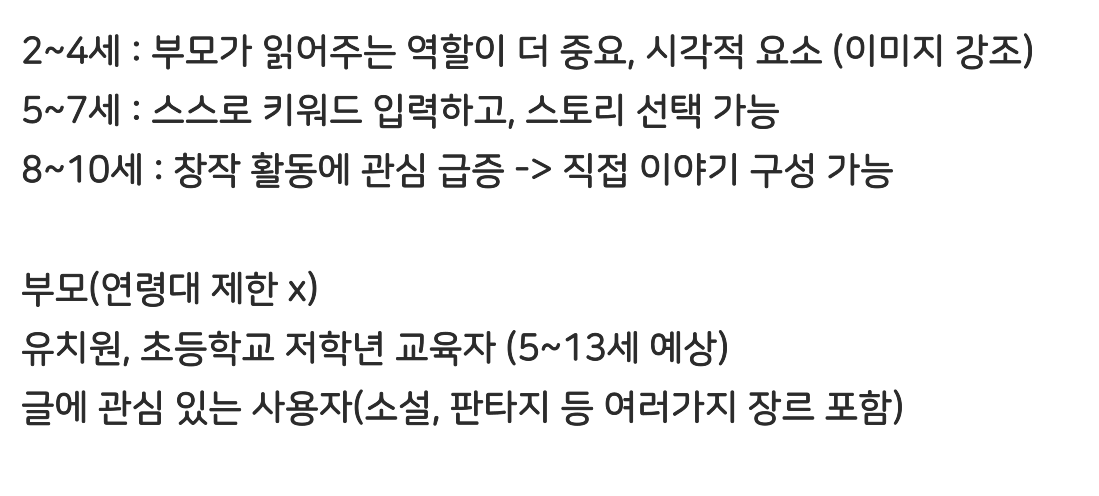 2~4세 : 부모가 읽어주는 역할이 더 중요, 시각적 요소 (이미지 강조)
5~7세 : 스스로 키워드 입력하고, 스토리 선택 가능
8~10세 : 창작 활동에 관심 급증 -> 직접 이야기 구성 가능
부모(연령대 제한 x)
유치원, 초등학교 저학년 교육자 (5~13세 예상)
글에 관심 있는 사용자(소설, 판타지 등 여러가지 장르 포함)